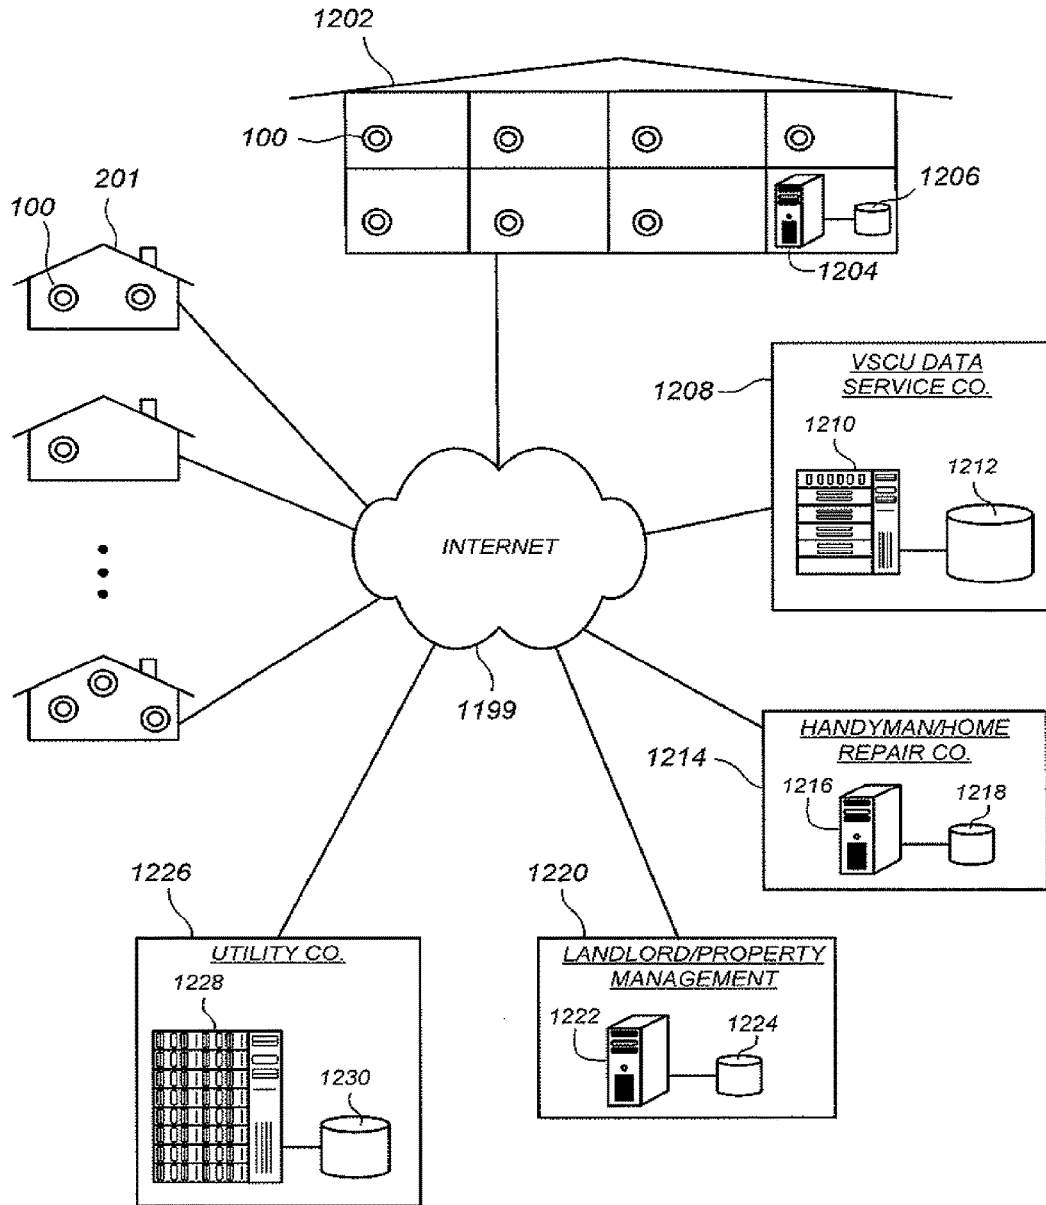 1202
100
201
100
1206
1204
VSCU DATA
SERVICE CO.
1208
1210
1212
INTERNET
1199
HANDYMAN/HOME
REPAIR CO.
1214
1216
1218
1226
1220
UTILITY CO.
1228
1230
LANDLORD/PROPERTY
MANAGEMENT
1222
1224